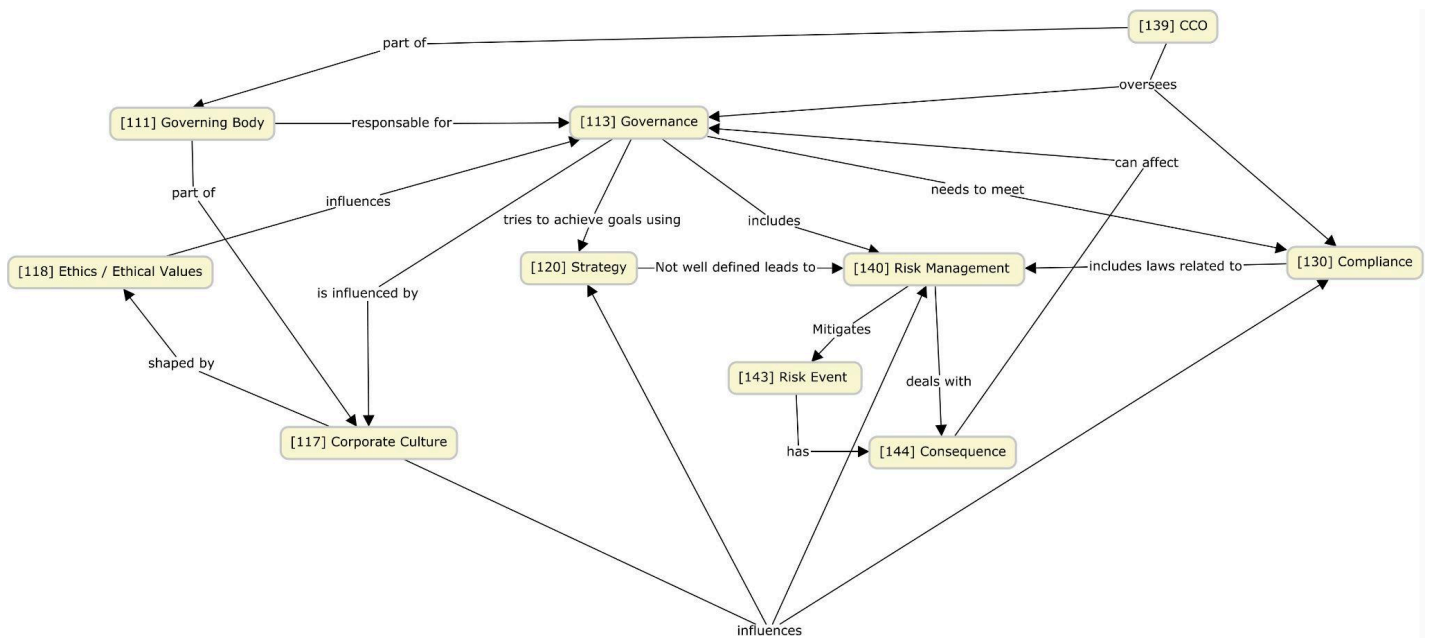 [139] CCO
part of
oversees
[111] Governing Body
responsable for
[113] Governance
can affect
part of
needs to meet
influences
tries to achieve goals using
includes
[118] Ethics / Ethical Values
[120] Strategy
Not well defined leads to
[140] Risk Management
includes laws related to
[130] Compliance
is influenced by
Mitigates
shaped by
[143] Risk Event
deals with
[117] Corporate Culture
has
[144] Consequence
influences